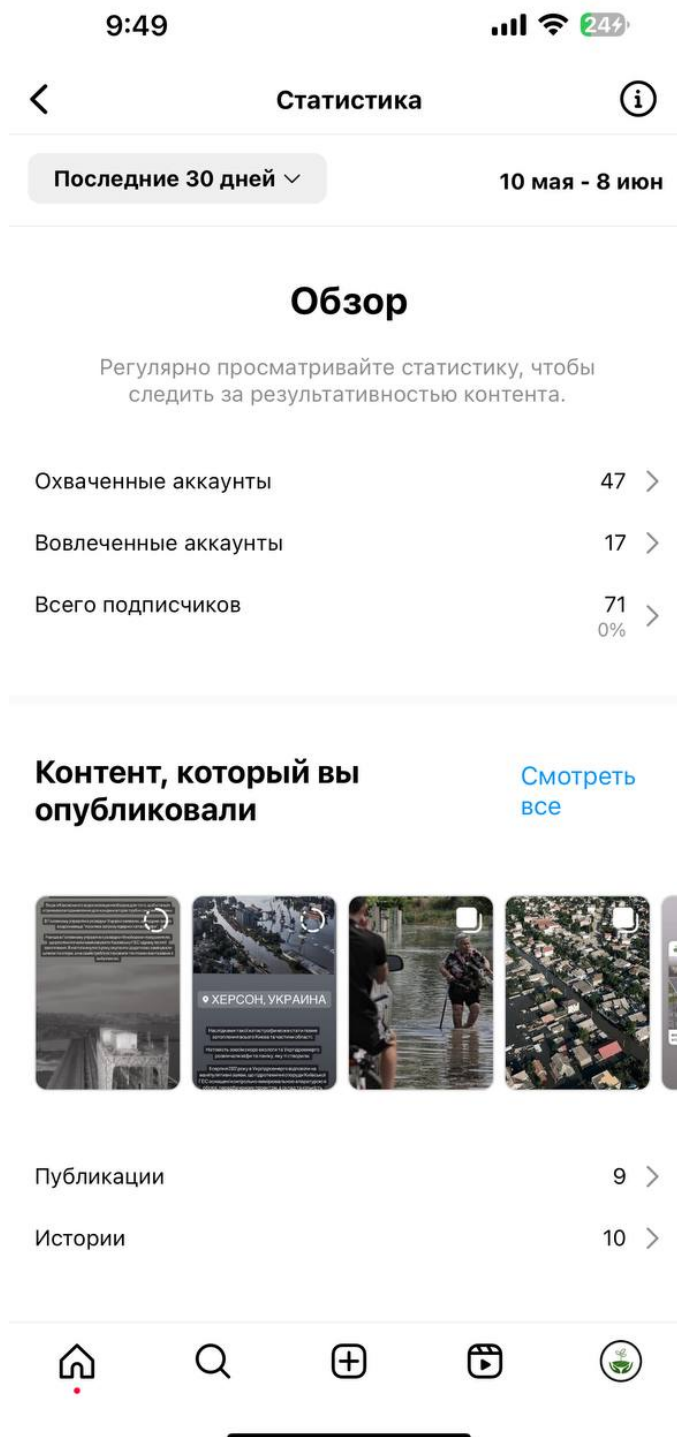 9:49
24
Статистика
Последние 30 дней
10 мая - 8 июн
Обзор
Регулярно просматривайте статистику, чтобы
следить за результативностью контента.
Охваченные аккаунты
47
Вовлеченные аккаунты
17
Всего подписчиков
71
0%
Контент, который вы
опубликовали
Смотреть
все
ХЕРСОН, УКРАИНА
Публикации
9
Истории
10